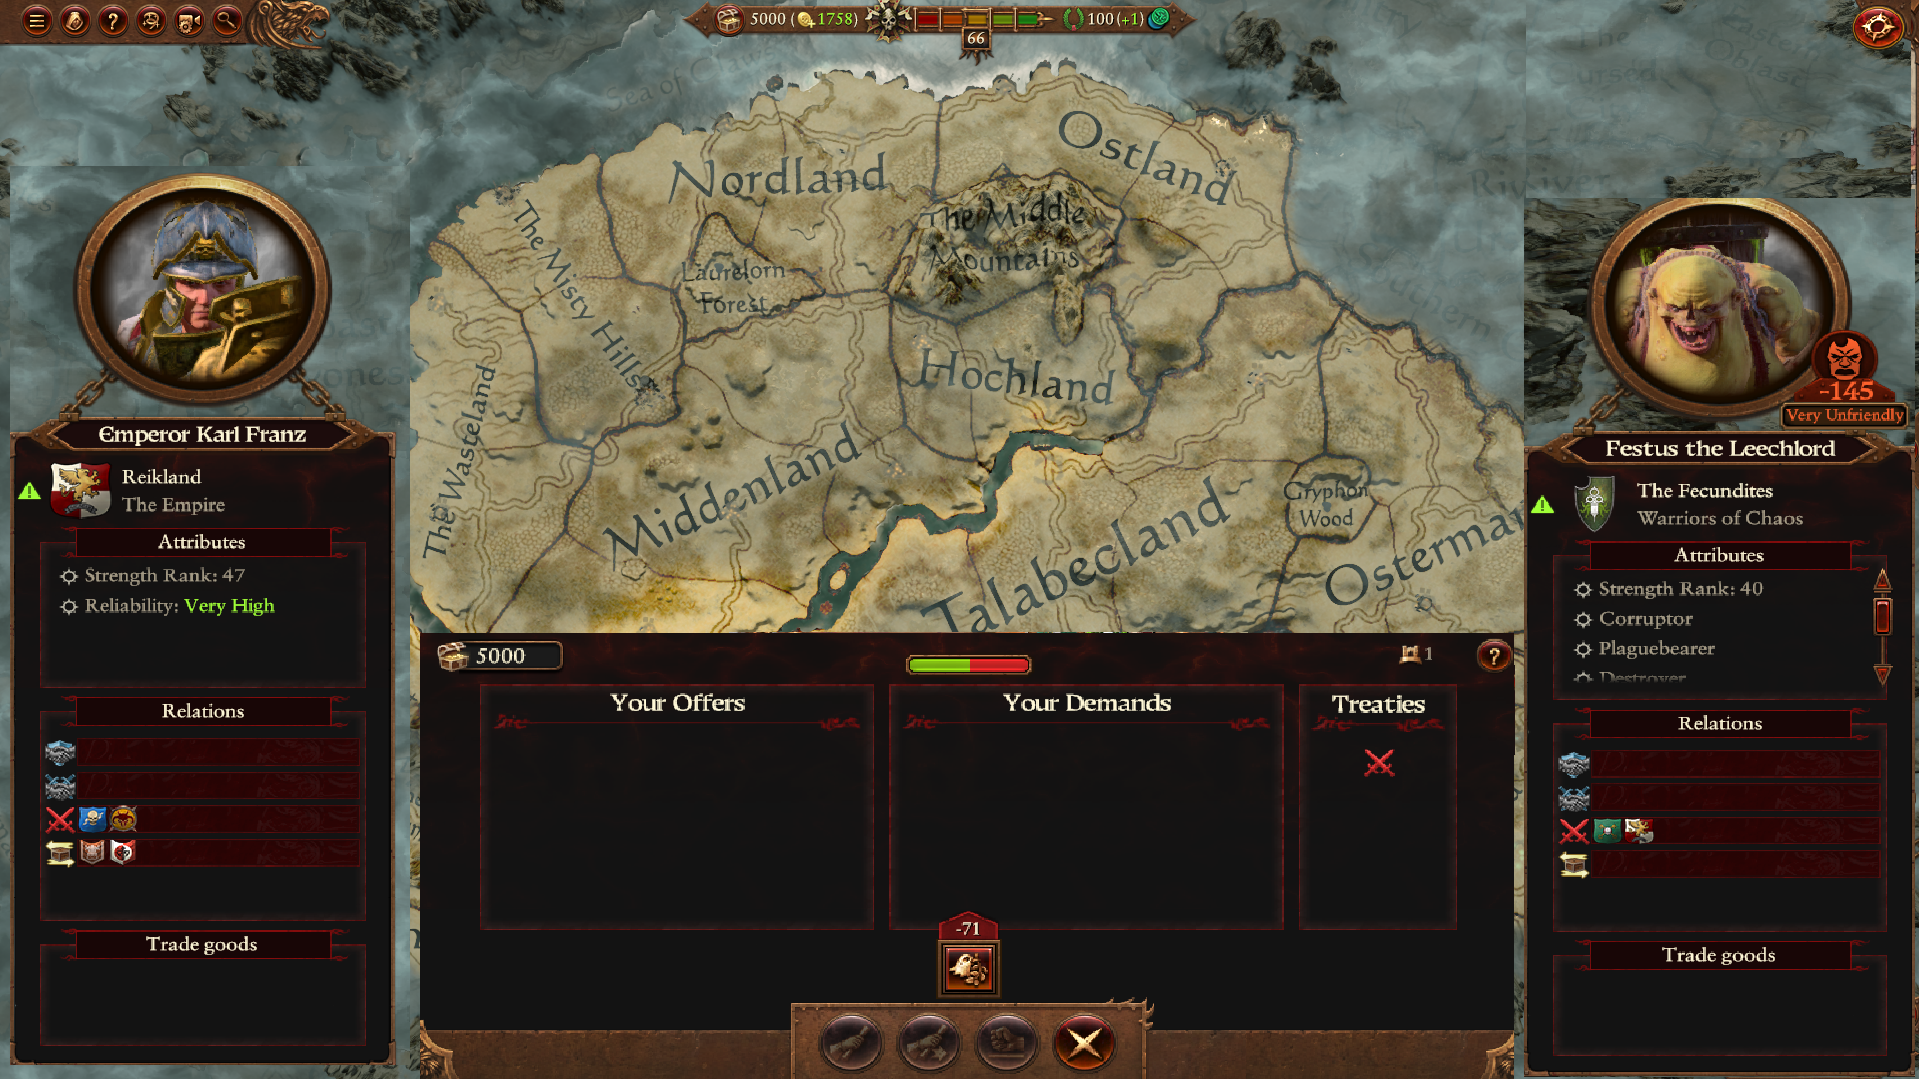 5000 (1758)
66
100 (+1)
Nordland
Ostland
The Middle
Mountains
The Misty Hills
Laurelorn
Forest
Hochland
The Wasteland
Middenland
Talabecland
Gryphon
Wood
Osterma
Emperor Karl Franz
Reikland
The Empire
Attributes
Strength Rank: 47
Reliability: Very High
Relations
Trade goods
5000
1
?
Your Offers
Your Demands
Treaties
-71
-145
Very Unfriendly
Festus the Leechlord
The Fecundites
Warriors of Chaos
Attributes
Strength Rank: 40
Corruptor
Plaguebearer
Destroyer
Relations
Trade goods